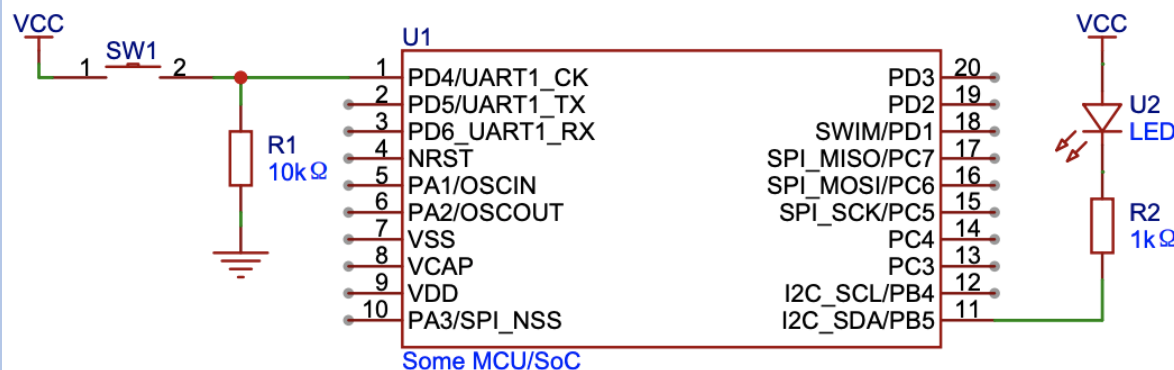 VCC
SW1
1 2
R1
10kΩ
U1
1 PD4/UART1_CK
2 PD5/UART1_TX
3 PD6_UART1_RX
4 NRST
5 PA1/OSCIN
6 PA2/OSCOUT
7 VSS
8 VCAP
9 VDD
10 PA3/SPI_NSS
PD3 20
PD2 19
SWIM/PD1 18
SPI_MISO/PC7 17
SPI_MOSI/PC6 16
SPI_SCK/PC5 15
PC4 14
PC3 13
I2C_SCL/PB4 12
I2C_SDA/PB5 11
Some MCU/SoC
VCC
U2
LED
R2
1kΩ